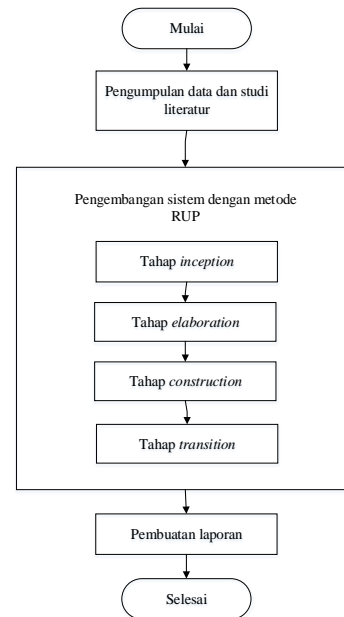 Mulai
Pengumpulan data dan studi
literatur
Pengembangan sistem dengan metode
RUP
Tahap inception
Tahap elaboration
Tahap construction
Tahap transition
Pembuatan laporan
Selesai